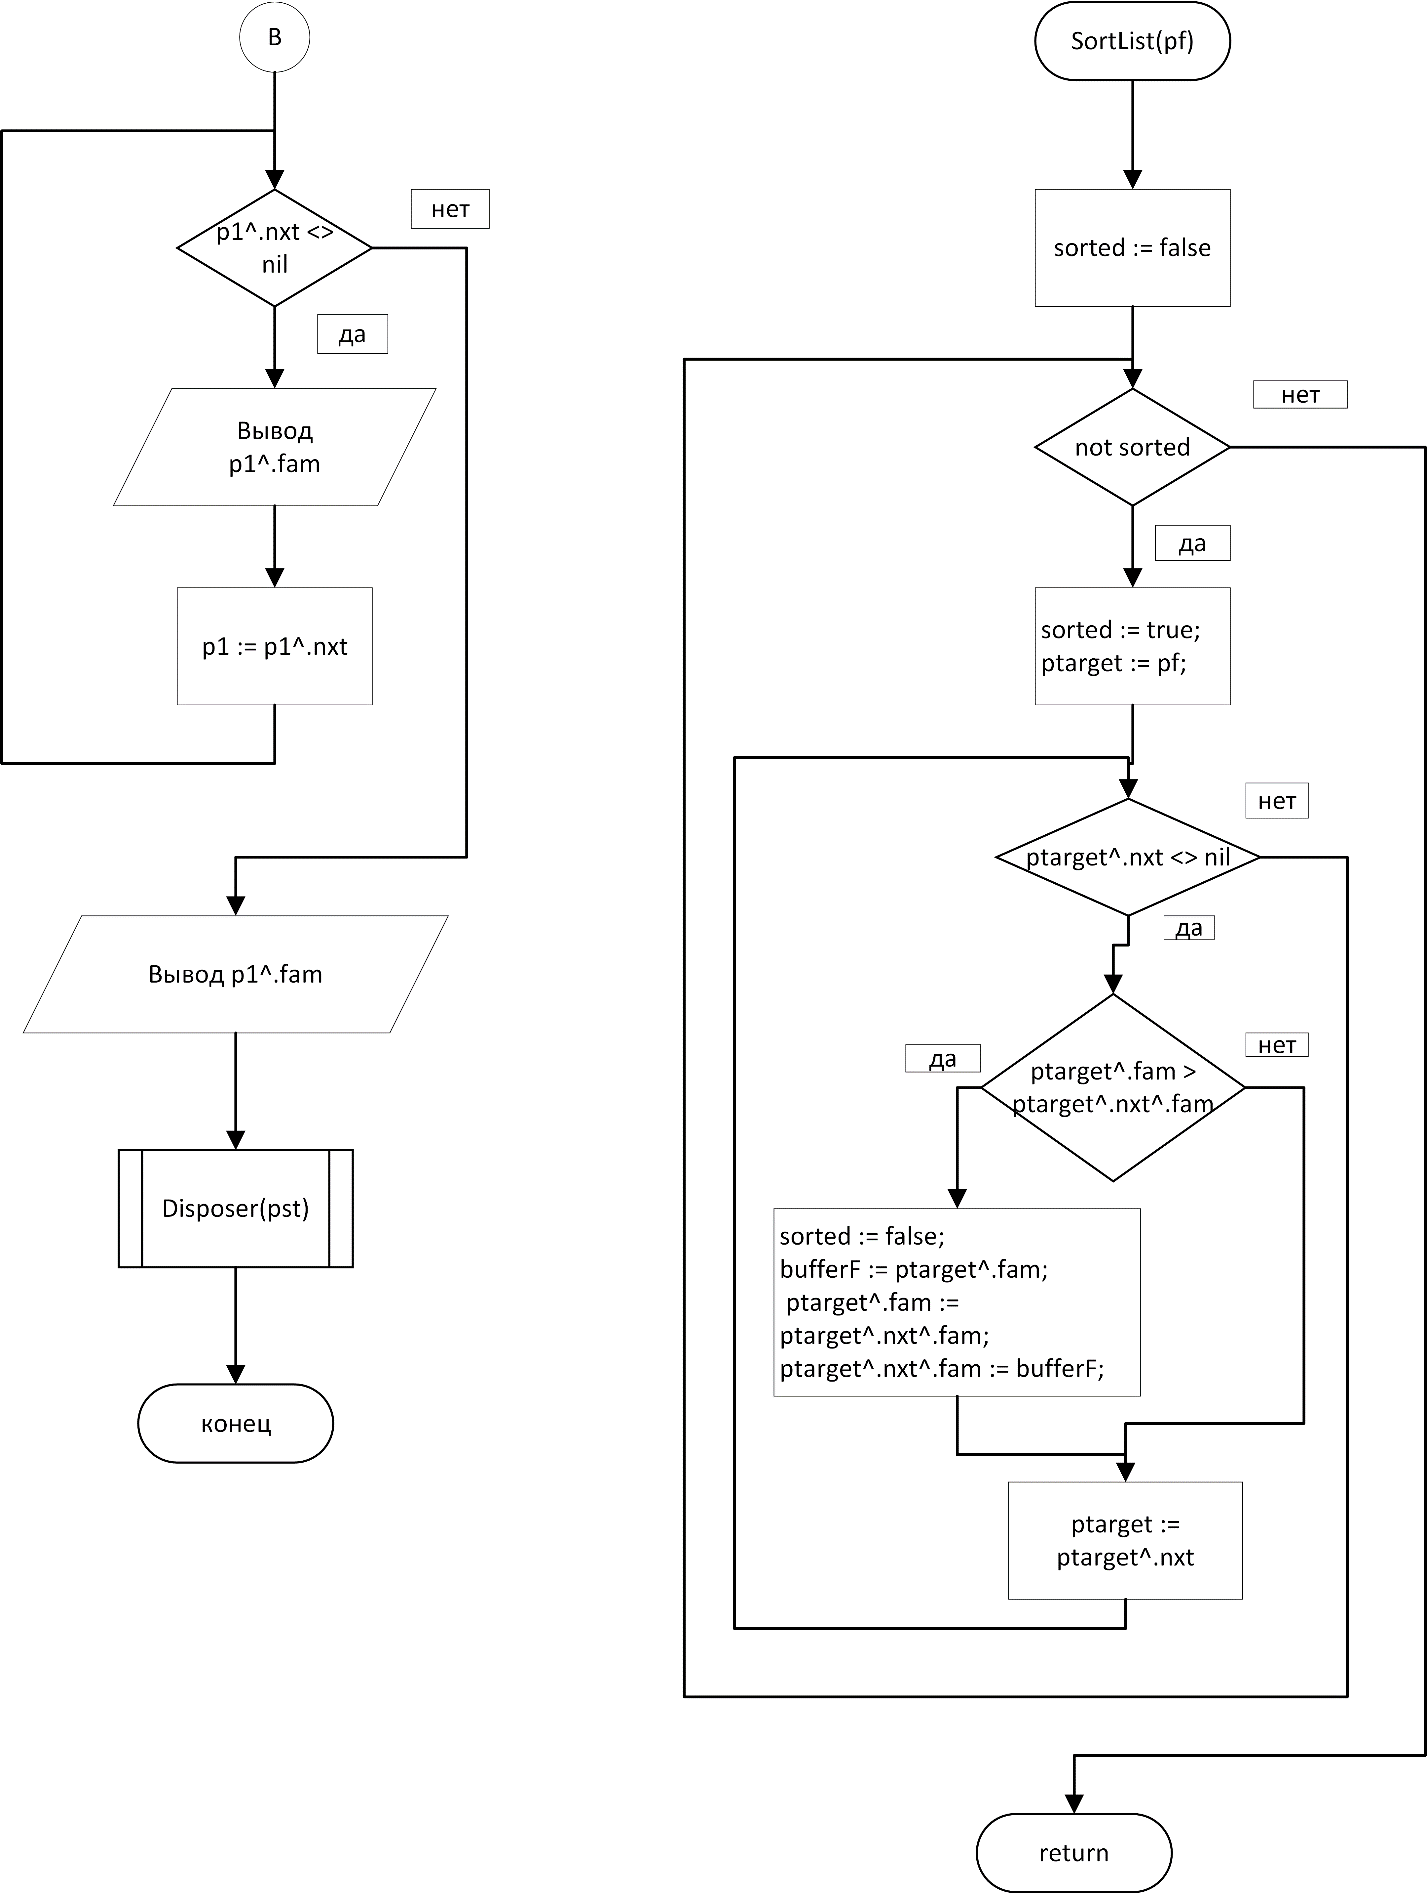 B
p1^.nxt <>
nil
нет
да
Вывод
p1^.fam
p1 := p1^.nxt
Вывод p1^.fam
Disposer(pst)
конец
SortList(pf)
sorted := false
not sorted
нет
да
sorted := true;
ptarget := pf;
ptarget^.nxt <> nil
нет
да
ptarget^.fam >
ptarget^.nxt^.fam
да
нет
sorted := false;
bufferF := ptarget^.fam;
ptarget^.fam :=
ptarget^.nxt^.fam;
ptarget^.nxt^.fam := bufferF;
ptarget :=
ptarget^.nxt
return